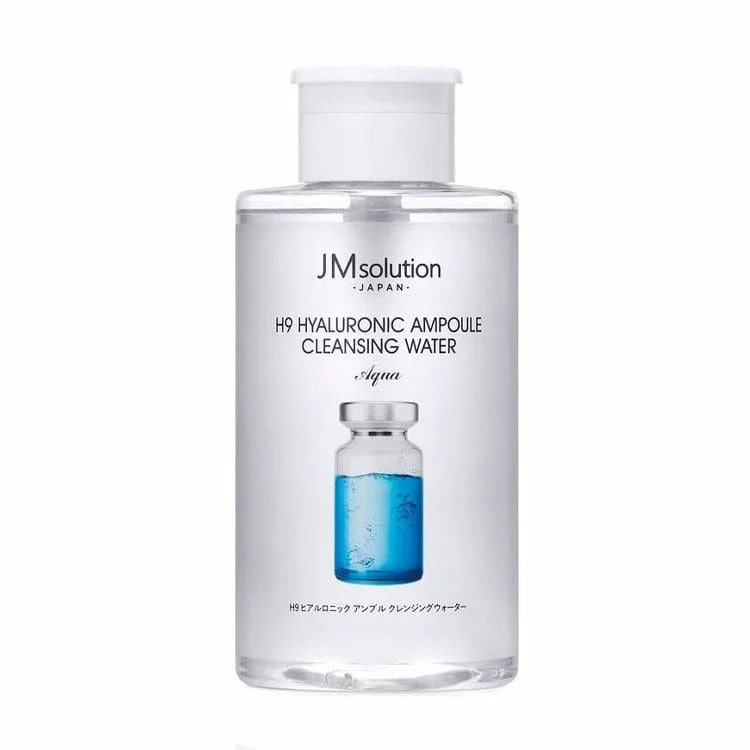 JMsolution
-JAPAN-
H9 HYALURONIC AMPOULE
CLEANSING WATER
Aqua
H9 ヒアルロニック アンプル クレンジングウォーター